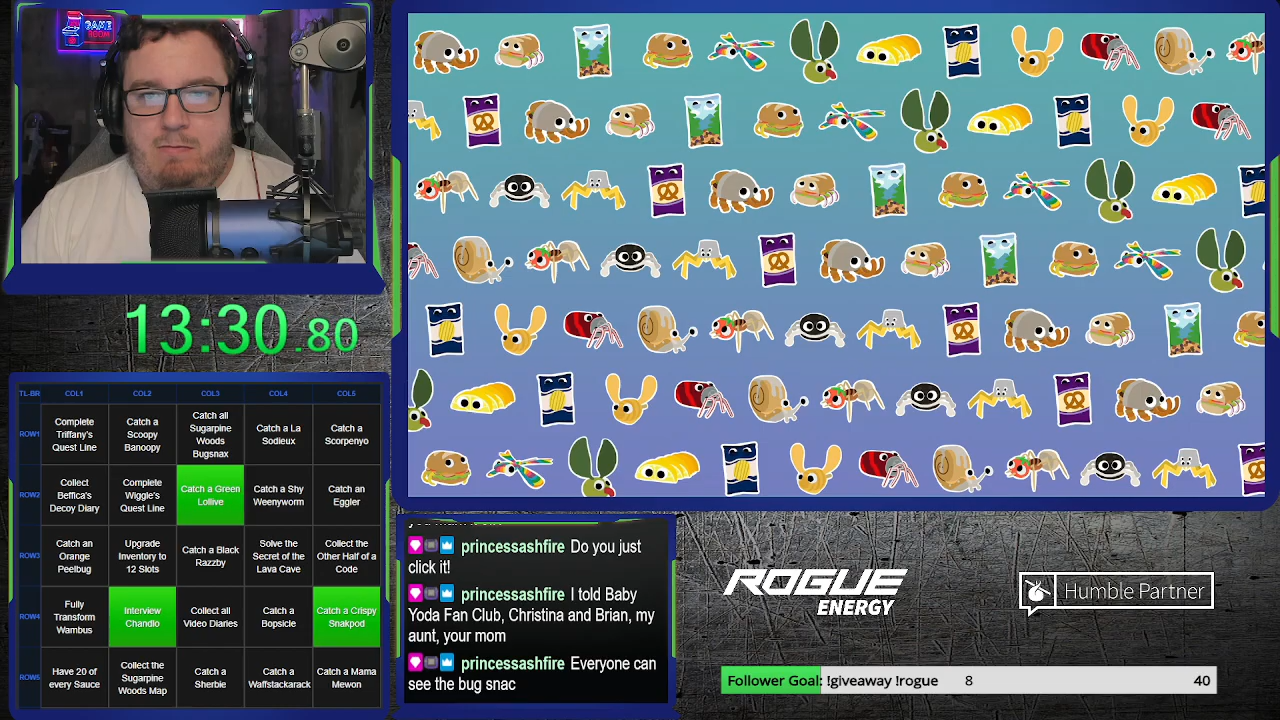 GAME
ROOM
13:30.80
TL-BR COL1 COL2 COL3 COL4 COL5
ROW1
Complete
Triffany's
Quest Line
Catch a
Scoopy
Banoopy
Catch all
Sugarpine
Woods
Bugsnax
Catch a La
Sodieux
Catch a
Scorpenyo
ROW2
Collect
Beffica's
Decoy Diary
Complete
Wiggle's
Quest Line
Catch a Green
Lollive
Catch a Shy
Weenyworm
Catch an
Eggler
ROW3
Catch an
Orange
Peelbug
Upgrade
Inventory to
12 Slots
Catch a Black
Razzby
Solve the
Secret of the
Lava Cave
Collect the
Other Half of a
Code
ROW4
Fully
Transform
Wambus
Interview
Chandlo
Collect all
Video Diaries
Catch a
Bopsicle
Catch a Crispy
Snakpod
ROW5
Have 20 of
every Sauce
Collect the
Sugarpine
Woods Map
Catch a
Sherbie
Catch a
Waffstackarack
Catch a Mama
Mewon
princessashfire Do you just
click it!
princessashfire I told Baby
Yoda Fan Club, Christina and Brian, my
aunt, your mom
princessashfire Everyone can
see the bug snac
ROGUE
ENERGY
Humble Partner
Follower Goal: !giveaway !rogue 8 40